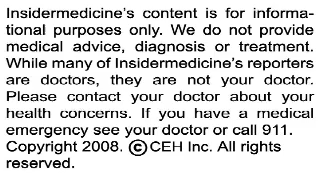 Insidermedicine's content is for informa-
tional purposes only. We do not provide
medical advice, diagnosis or treatment.
While many of Insidermedicine's reporters
are doctors, they are not your doctor.
Please contact your doctor about your
health concerns. If you have a medical
emergency see your doctor or call 911.
Copyright 2008. ©CEH Inc. All rights
reserved.